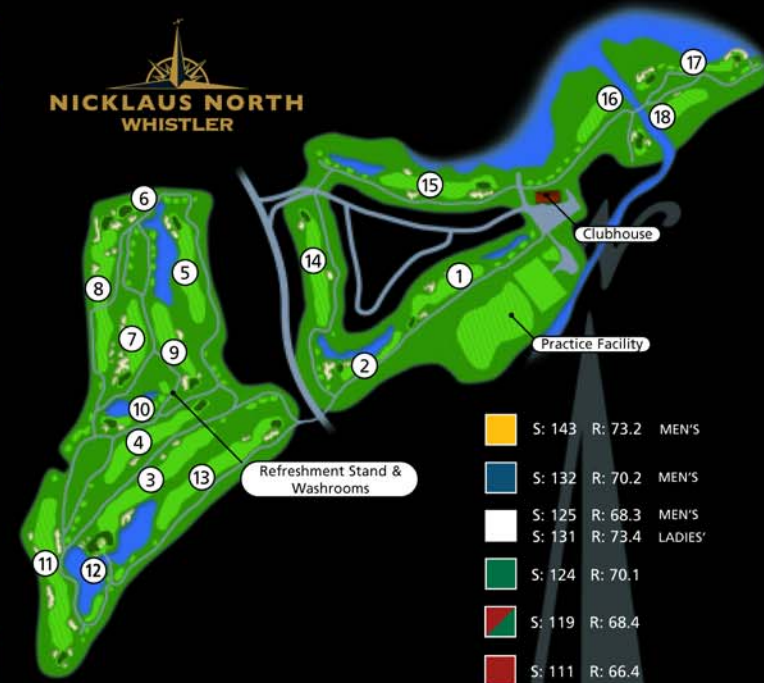 NICKLAUS NORTH
WHISTLER
17
16
18
6
15
Clubhouse
14
5
1
8
7
9
Practice Facility
2
10
4
3
13
Refreshment Stand &
Washrooms
11
12
S: 143 R: 73.2 MEN'S
S: 132 R: 70.2 MEN'S
S: 125 R: 68.3 MEN'S
S: 131 R: 73.4 LADIES'
S: 124 R: 70.1
S: 119 R: 68.4
S: 111 R: 66.4
N